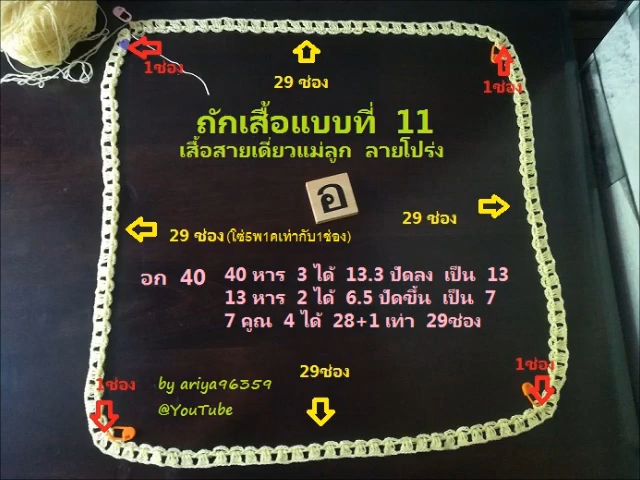 1ช่อง
29 ช่อง
1ช่อง
ถักเสื้อแบบที่ 11
เสื้อสายเดี่ยวแม่ลูก ลายโปร่ง
อ
29 ช่อง
29 ช่อง (โซ่5พ1คเท่ากับ1ช่อง)
อก 40
40 หาร 3 ได้ 13.3 ปัดลง เป็น 13
13 หาร 2 ได้ 6.5 ปัดขึ้น เป็น 7
7 คูณ 4 ได้ 28+1 เท่า 29ช่อง
1ช่อง
29ช่อง
1ช่อง
by ariya96359
@YouTube